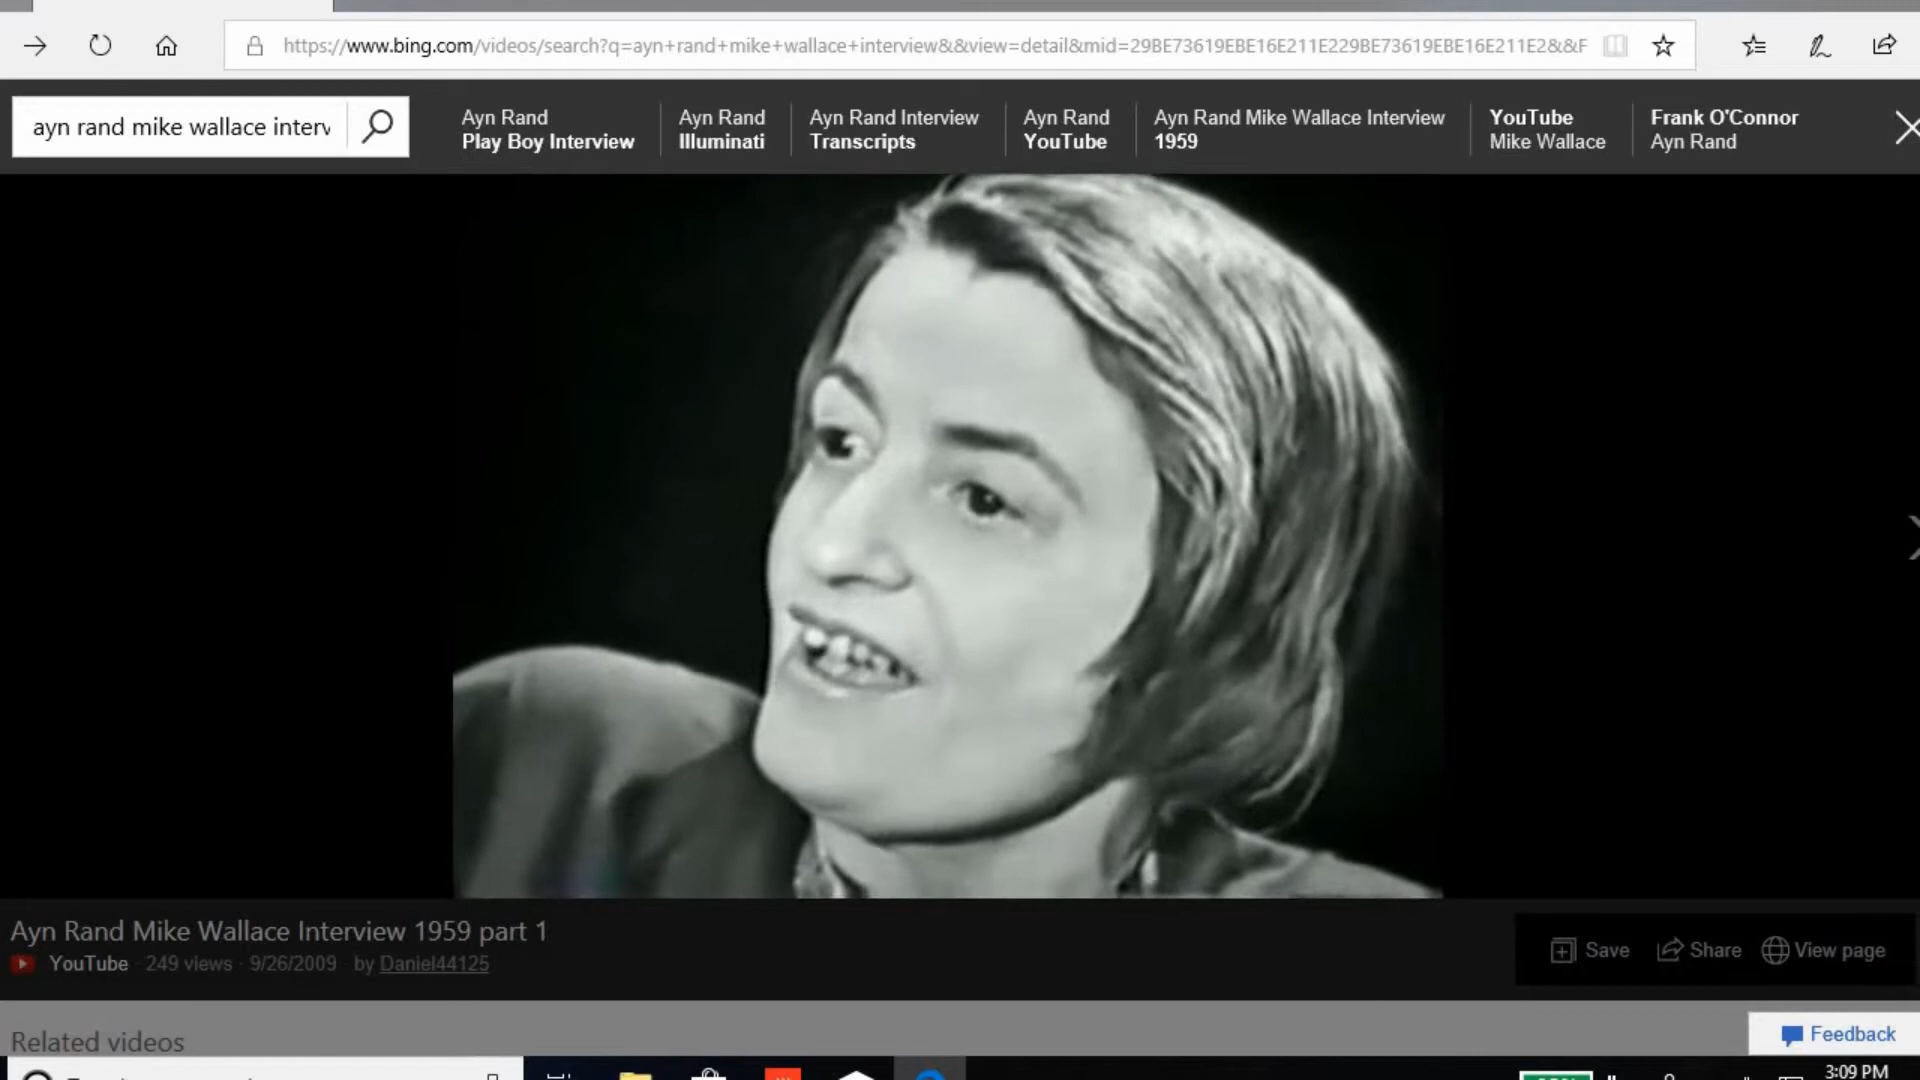 https://www.bing.com/videos/search?q=ayn+rand+mike+wallace+interview&&view=detail&mid=29BE73619EBE16E211E229BE73619EBE16E211E2&&F
ayn rand mike wallace interv
Ayn Rand
Play Boy Interview
Ayn Rand
Illuminati
Ayn Rand Interview
Transcripts
Ayn Rand
YouTube
Ayn Rand Mike Wallace Interview
1959
YouTube
Mike Wallace
Frank O'Connor
Ayn Rand
Ayn Rand Mike Wallace Interview 1959 part 1
YouTube · 249 views · 9/26/2009 · by Daniel44125
Save
Share
View page
Related videos
Feedback
3:09 PM